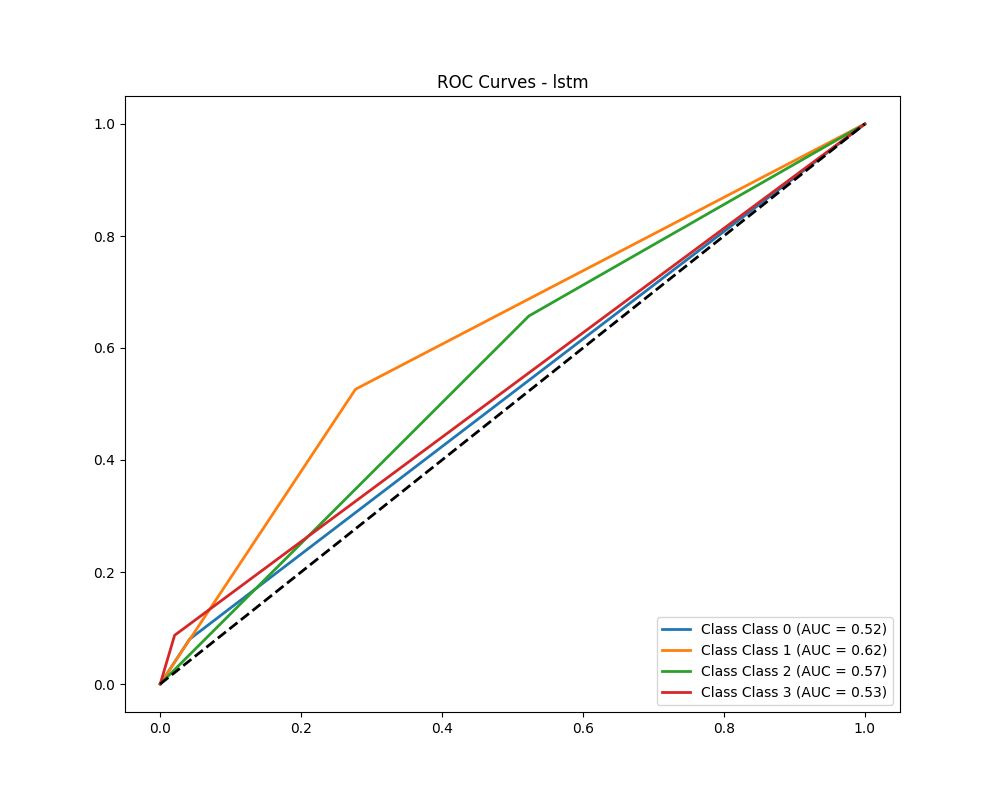 ROC Curves - lstm
1.0
0.8
0.6
0.4
0.2
0.0
0.0 0.2 0.4 0.6 0.8 1.0
Class Class 0 (AUC = 0.52)
Class Class 1 (AUC = 0.62)
Class Class 2 (AUC = 0.57)
Class Class 3 (AUC = 0.53)